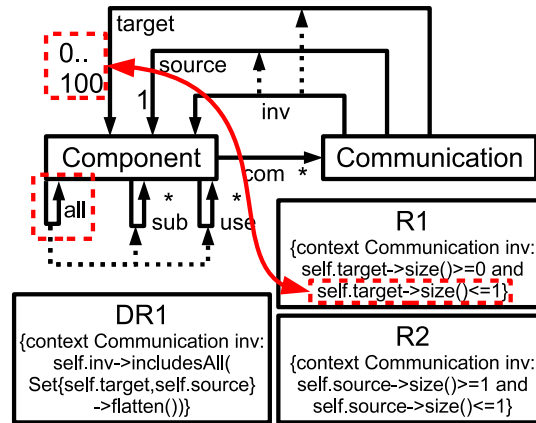 target
0..
100
source
1
inv
Component
Communication
com *
all
*
sub
*
use
R1
{context Communication inv:
self.target->size()>=0 and
self.target->size()<=1}
DR1
{context Communication inv:
self.inv->includesAll(
Set{self.target,self.source}
->flatten())}
R2
{context Communication inv:
self.source->size()>=1 and
self.source->size()<=1}